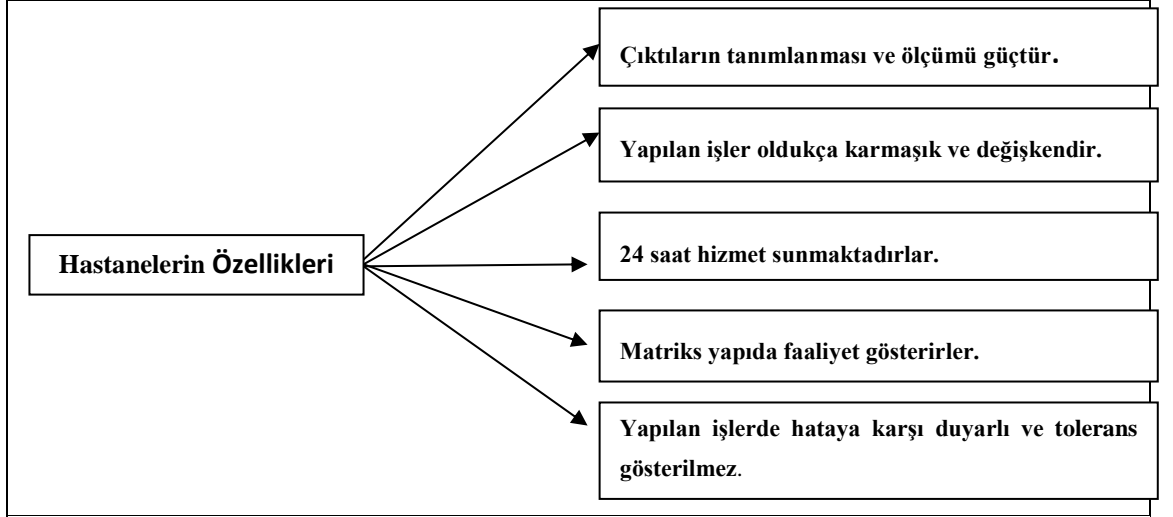 Çıktıların tanımlanması ve ölçümü güçtür.
Yapılan işler oldukça karmaşık ve değişkendir.
Hastanelerin Özellikleri
24 saat hizmet sunmaktadırlar.
Matriks yapıda faaliyet gösterirler.
Yapılan işlerde hataya karşı duyarlı ve tolerans
gösterilmez.